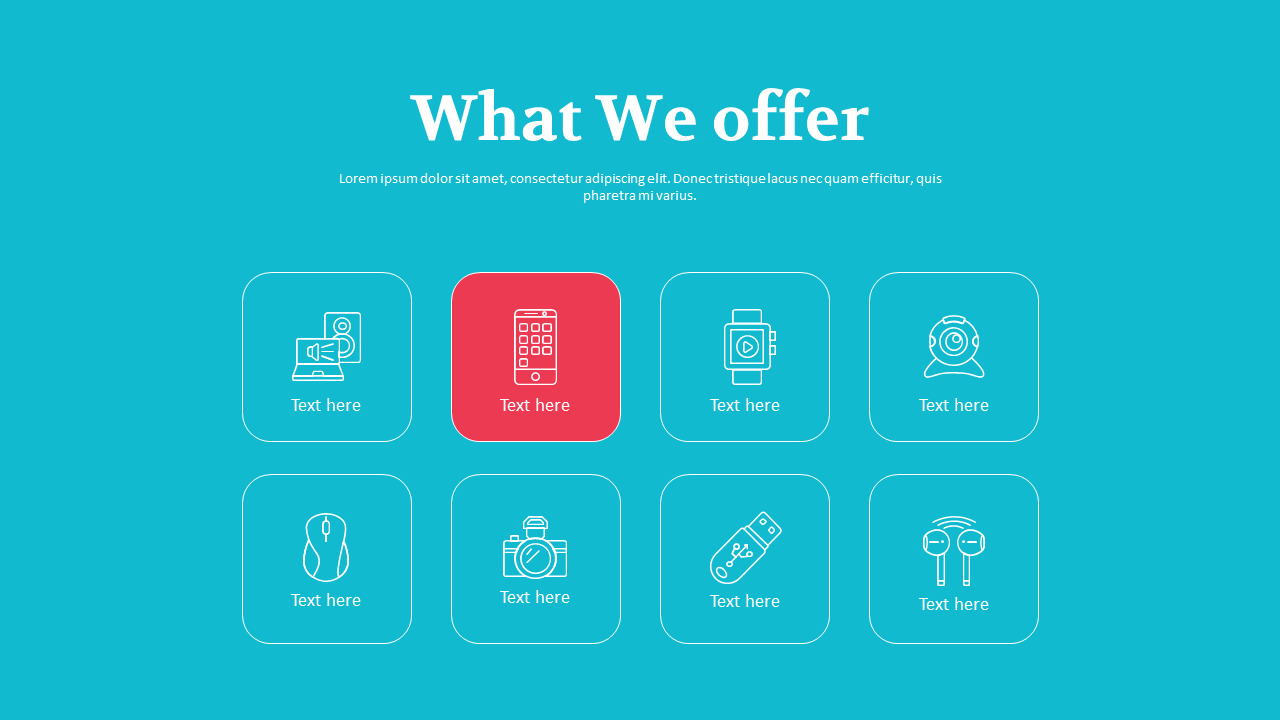 What We offer
Lorem ipsum dolor sit amet, consectetur adipiscing elit. Donec tristique lacus nec quam efficitur, quis
pharetra mi varius.
Text here
Text here
Text here
Text here
Text here
Text here
Text here
Text here